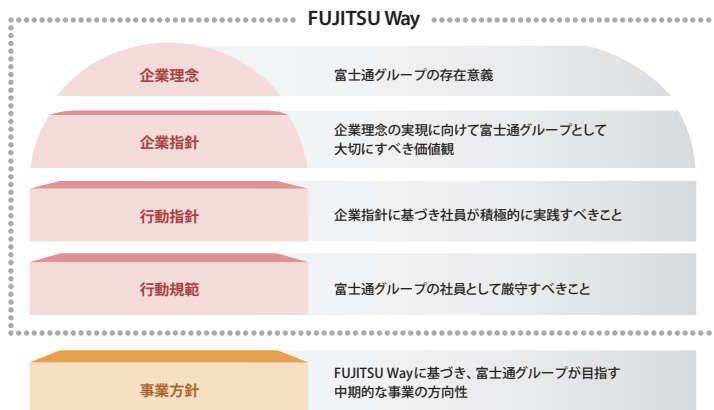 FUJITSU Way
企業理念
富士通グループの存在意義
企業指針
企業理念の実現に向けて富士通グループとして
大切にすべき価値観
行動指針
企業指針に基づき社員が積極的に実践すべきこと
行動規範
富士通グループの社員として厳守すべきこと
事業方針
FUJITSU Wayに基づき、富士通グループが目指す
中期的な事業の方向性